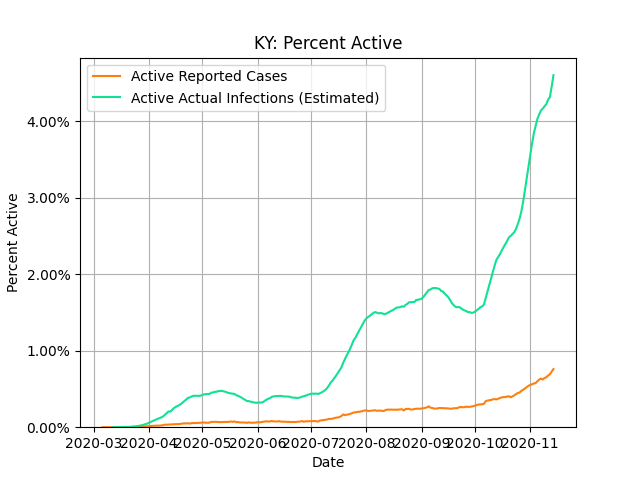 KY: Percent Active
Active Reported Cases
Active Actual Infections (Estimated)
4.00%
3.00%
2.00%
1.00%
0.00%
Percent Active
2020-03 2020-04 2020-05 2020-06 2020-07 2020-08 2020-09 2020-10 2020-11
Date